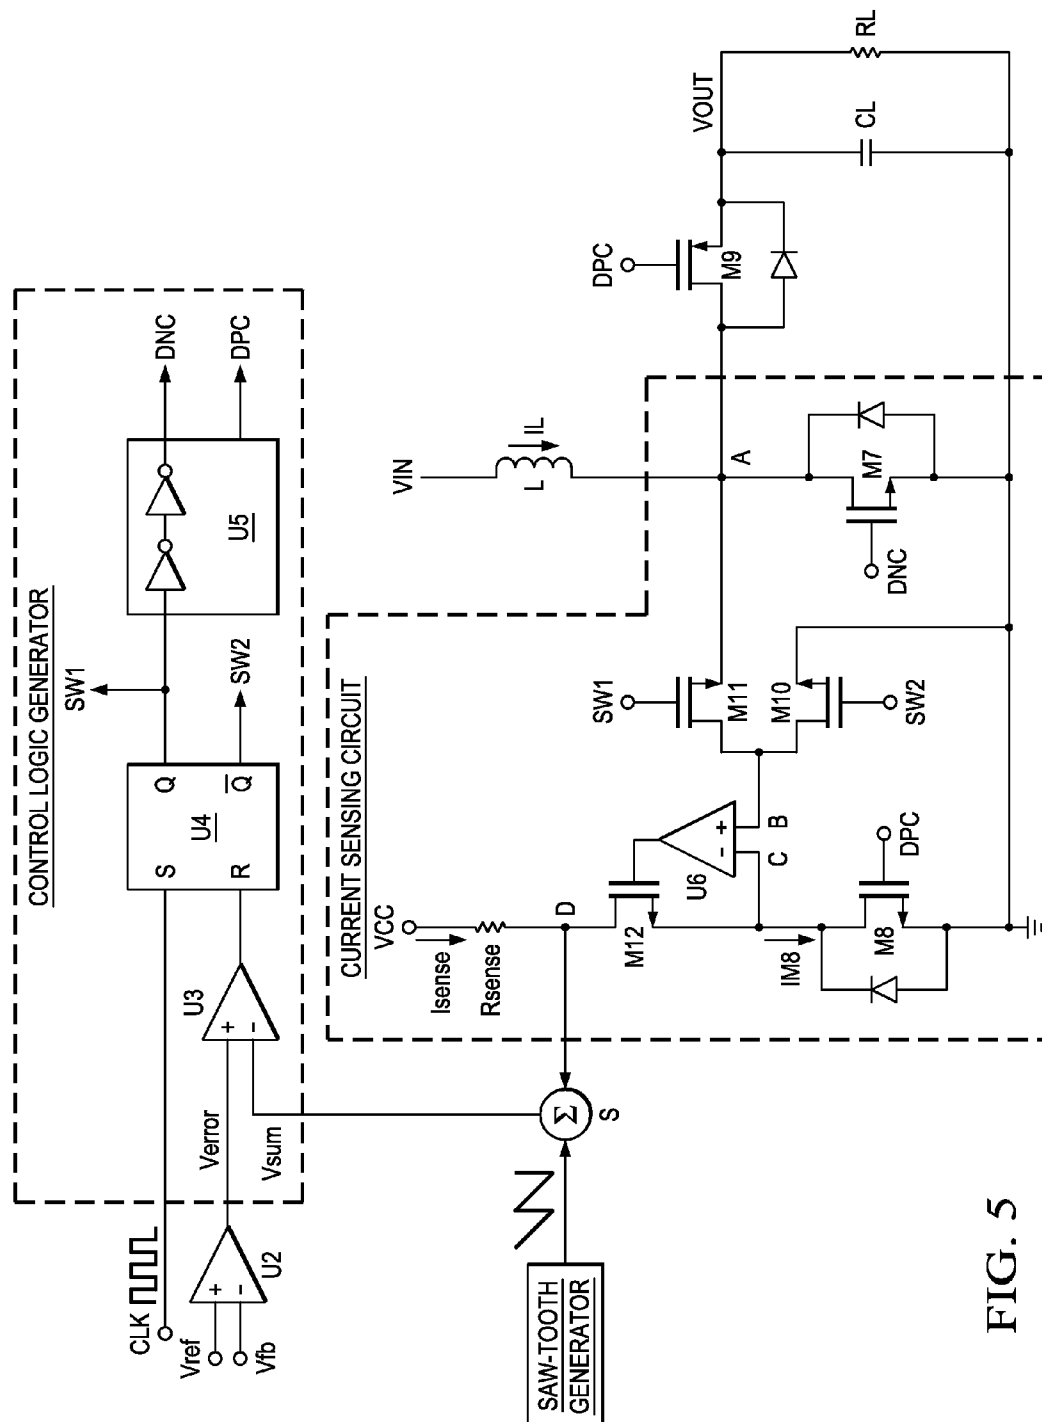 CONTROL LOGIC GENERATOR
CLK
Vref
Vfb
U2
Verror
Vsum
U3
S
R
U4
Q
Q̅
SW1
SW2
U5
DNC
DPC
SAW-TOOTH
GENERATOR
Σ
S
CURRENT SENSING CIRCUIT
VCC
Isense
Rsense
D
M12
U6
C
B
IM8
M8
DPC
SW1
M11
M10
SW2
VIN
L
IL
A
M7
DNC
DPC
M9
VOUT
CL
RL
+
-
+
-
+
-
FIG. 5